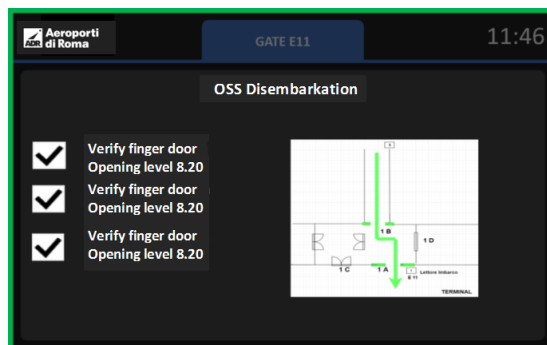 ADR Aeroporti
di Roma
GATE E11
11:46
OSS Disembarkation
Verify finger door
Opening level 8.20
Verify finger door
Opening level 8.20
Verify finger door
Opening level 8.20
1 B
1 D
1 C
1 A
E 11
Lettore Imbarco
TERMINAL